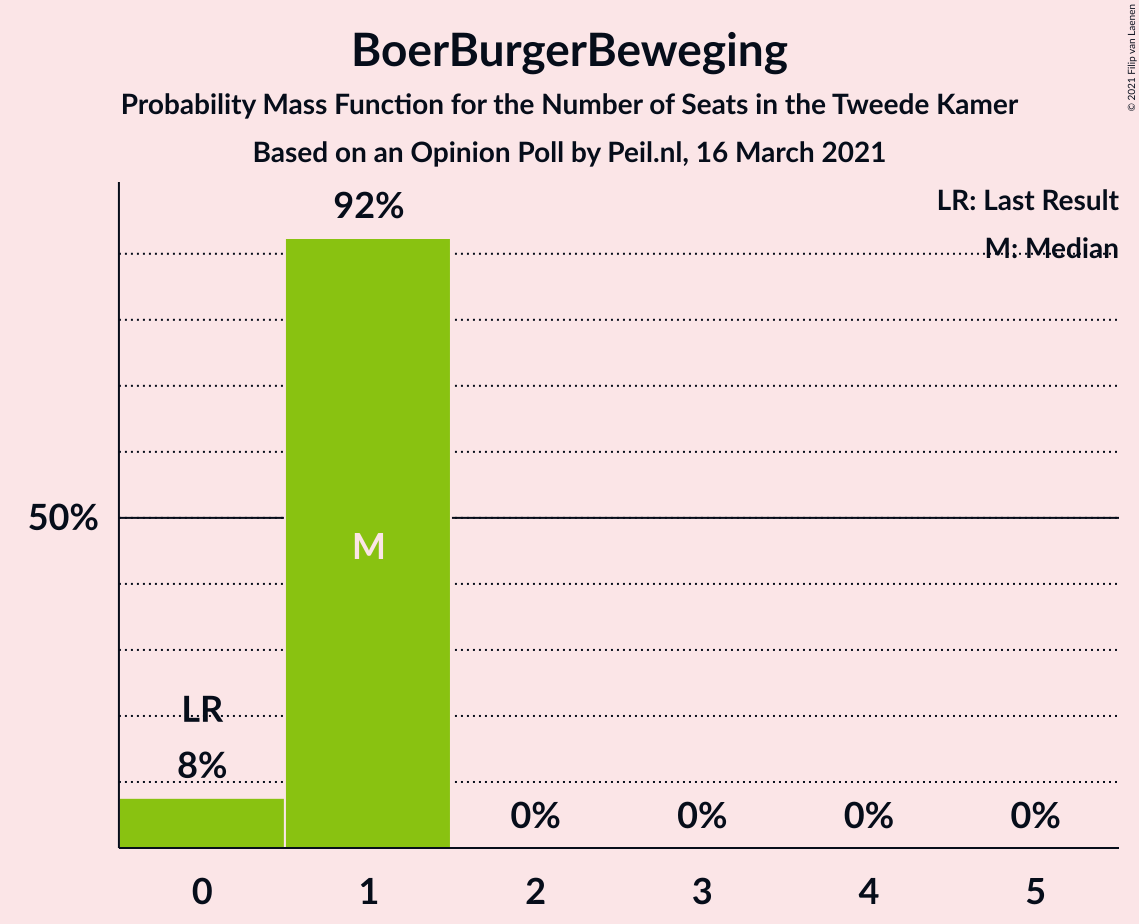 BoerBurgerBeweging
Probability Mass Function for the Number of Seats in the Tweede Kamer
Based on an Opinion Poll by Peil.nl, 16 March 2021
© 2021 Filip van Laenen
LR: Last Result
M: Median
92%
50%
M
LR
8%
0% 0% 0% 0%
0 1 2 3 4 5